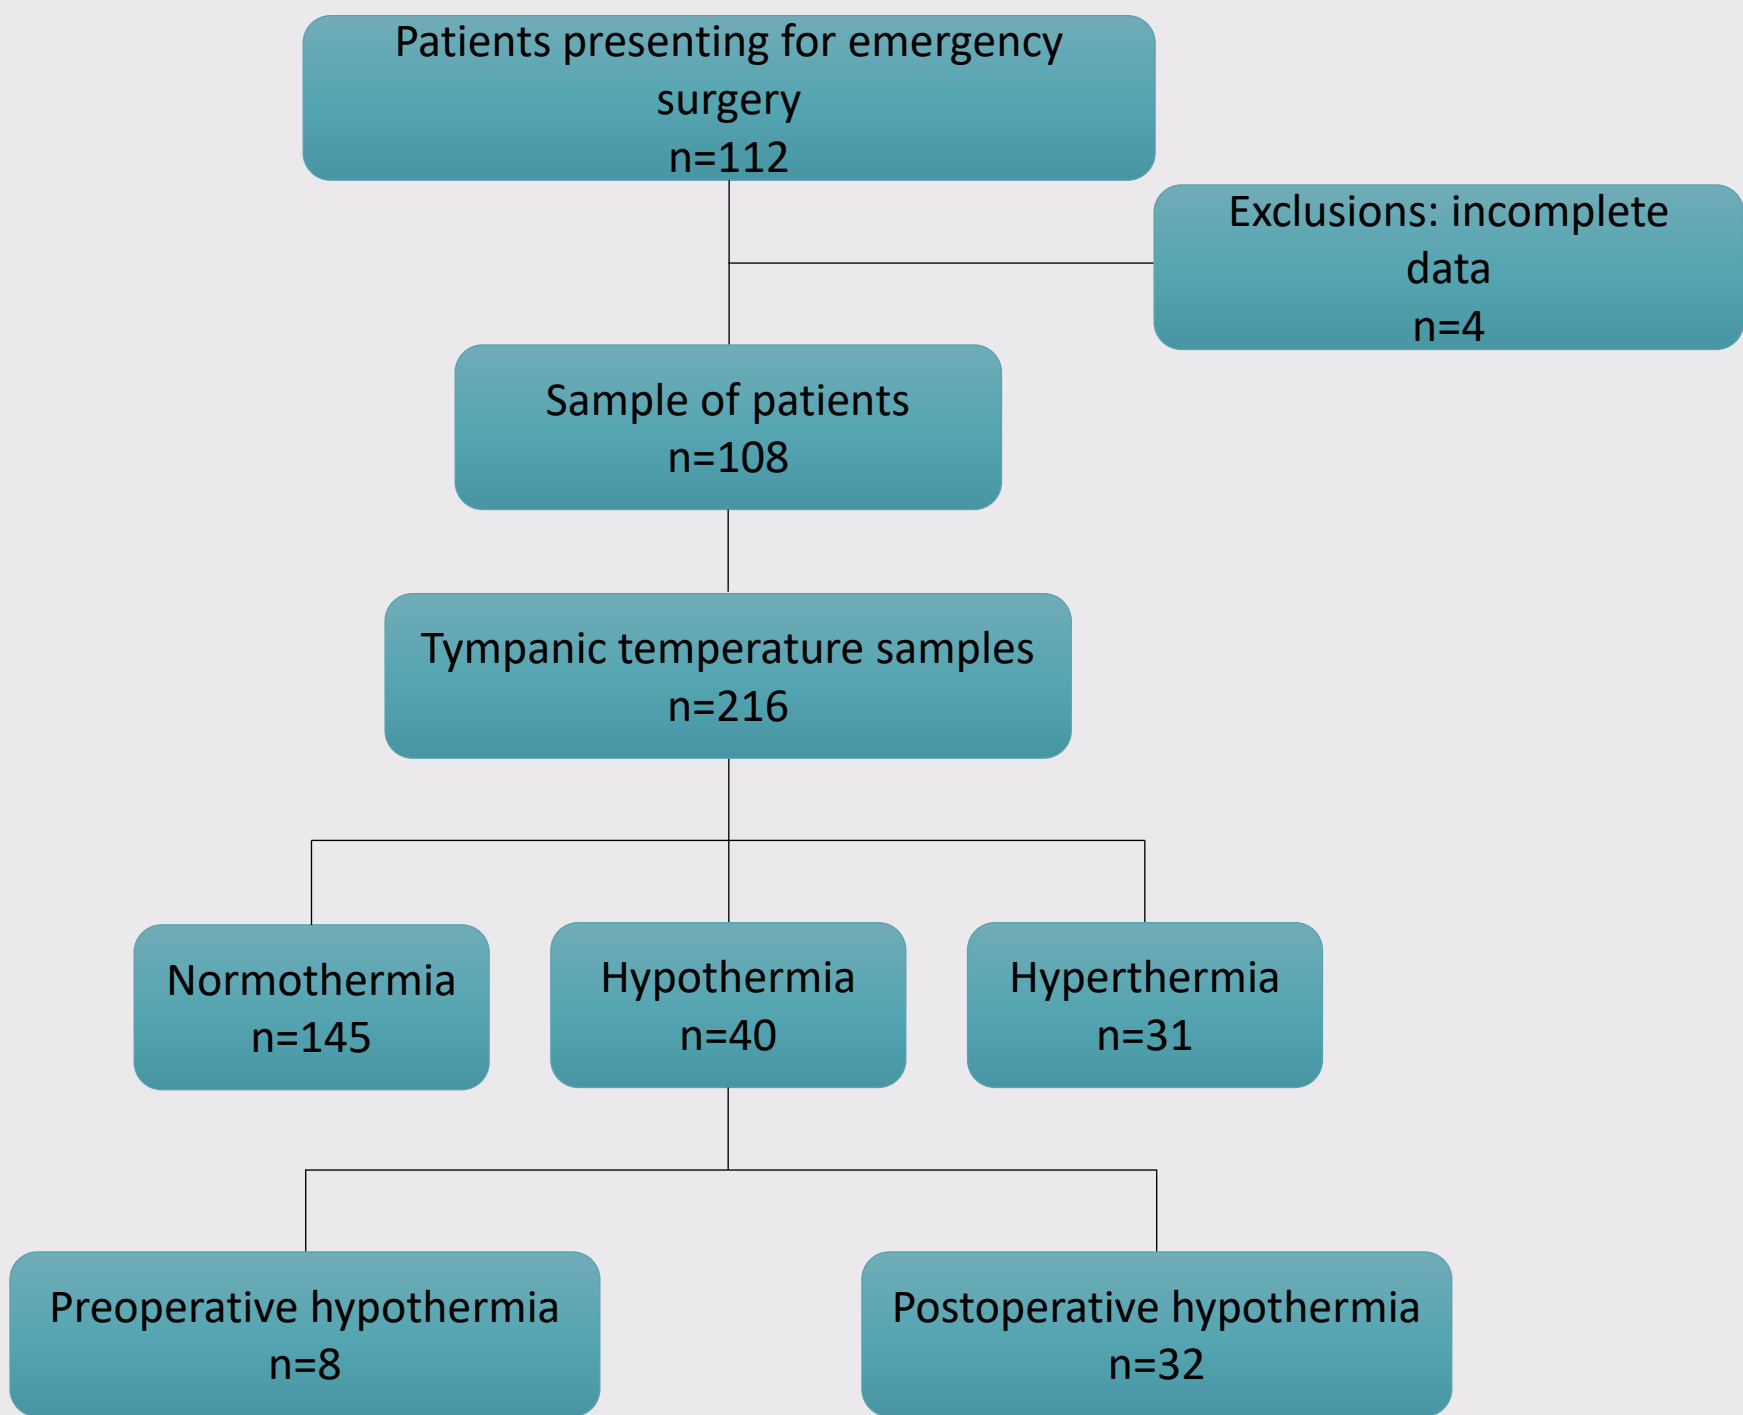 Patients presenting for emergency
surgery
n=112
Exclusions: incomplete
data
n=4
Sample of patients
n=108
Tympanic temperature samples
n=216
Normothermia
n=145
Hypothermia
n=40
Hyperthermia
n=31
Preoperative hypothermia
n=8
Postoperative hypothermia
n=32